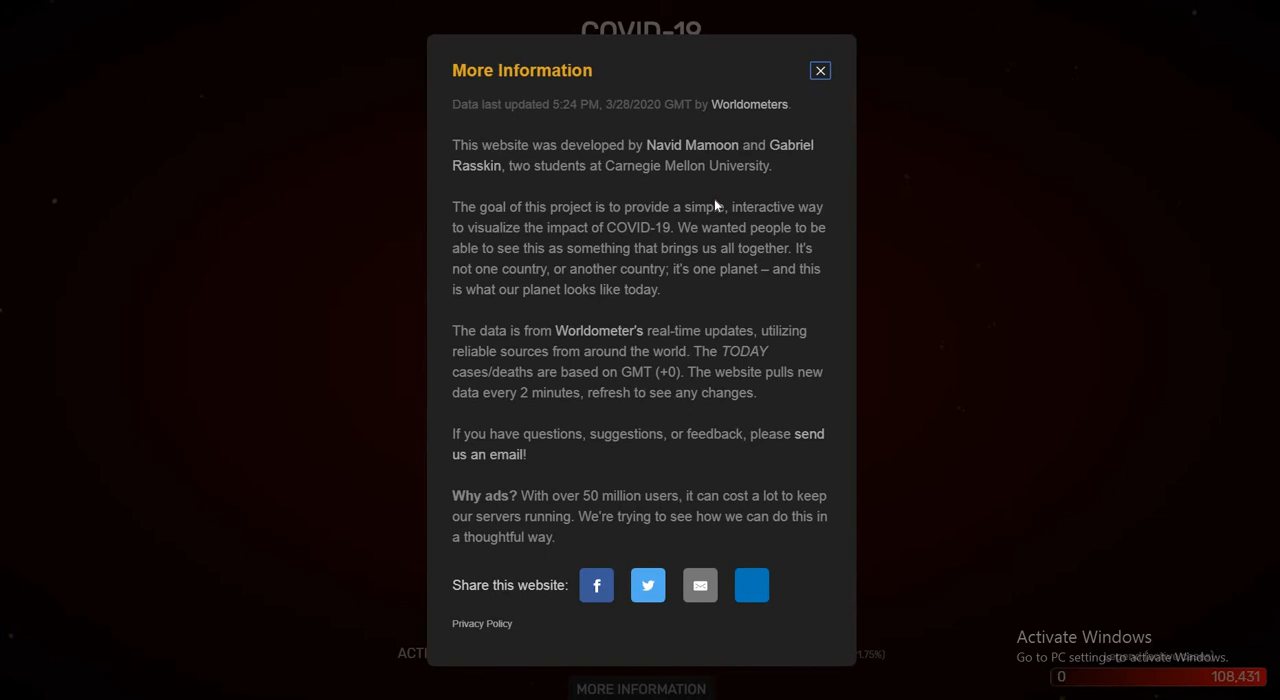 COVID-19
More Information
Data last updated 5:24 PM, 3/28/2020 GMT by Worldometers.
This website was developed by Navid Mamoon and Gabriel
Rasskin, two students at Carnegie Mellon University.
The goal of this project is to provide a simple, interactive way
to visualize the impact of COVID-19. We wanted people to be
able to see this as something that brings us all together. It's
not one country, or another country; it's one planet – and this
is what our planet looks like today.
The data is from Worldometer's real-time updates, utilizing
reliable sources from around the world. The TODAY
cases/deaths are based on GMT (+0). The website pulls new
data every 2 minutes, refresh to see any changes.
If you have questions, suggestions, or feedback, please send
us an email!
Why ads? With over 50 million users, it can cost a lot to keep
our servers running. We're trying to see how we can do this in
a thoughtful way.
Share this website:
Privacy Policy
Activate Windows
Go to PC settings to activate Windows.
0 108,431
MORE INFORMATION